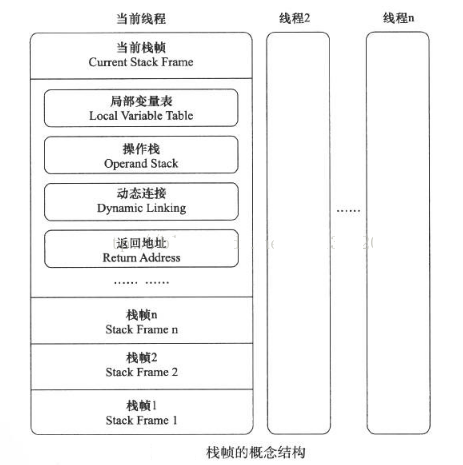 当前线程
线程2
线程n
当前栈帧
Current Stack Frame
局部变量表
Local Variable Table
操作栈
Operand Stack
动态连接
Dynamic Linking
......
返回地址
Return Address
...... ......
栈帧n
Stack Frame n
栈帧2
Stack Frame 2
栈帧1
Stack Frame 1
栈帧的概念结构